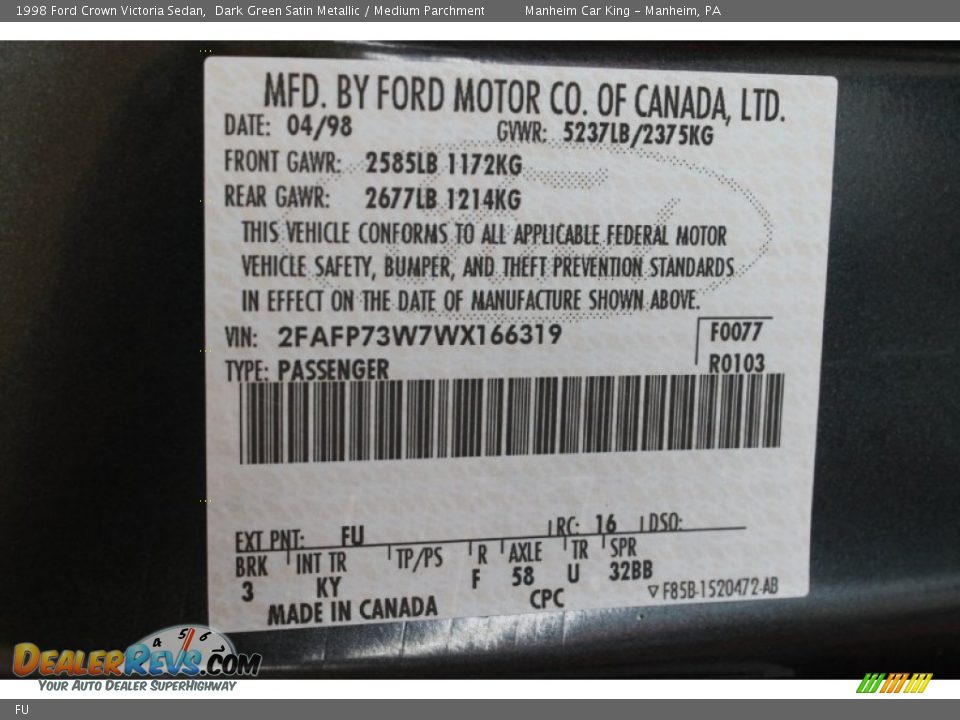 1998 Ford Crown Victoria Sedan, Dark Green Satin Metallic / Medium Parchment Manheim Car King - Manheim, PA
MFD. BY FORD MOTOR CO. OF CANADA, LTD.
DATE: 04/98 GVWR: 5237LB/2375KG
FRONT GAWR: 2585LB 1172KG
REAR GAWR: 2677LB 1214KG
THIS VEHICLE CONFORMS TO ALL APPLICABLE FEDERAL MOTOR
VEHICLE SAFETY, BUMPER, AND THEFT PREVENTION STANDARDS
IN EFFECT ON THE DATE OF MANUFACTURE SHOWN ABOVE.
VIN: 2FAFP73W7WX166319 F0077
TYPE: PASSENGER R0103
EXT PNT: FU RC: 16 DSO:
BRK INT TR TP/PS R AXLE TR SPR
3 KY F 58 U 32BB
MADE IN CANADA CPC ▽F85B-1520472-AB
4 5 6
DEALERREVS.COM
YOUR AUTO DEALER SUPERHIGHWAY
FU